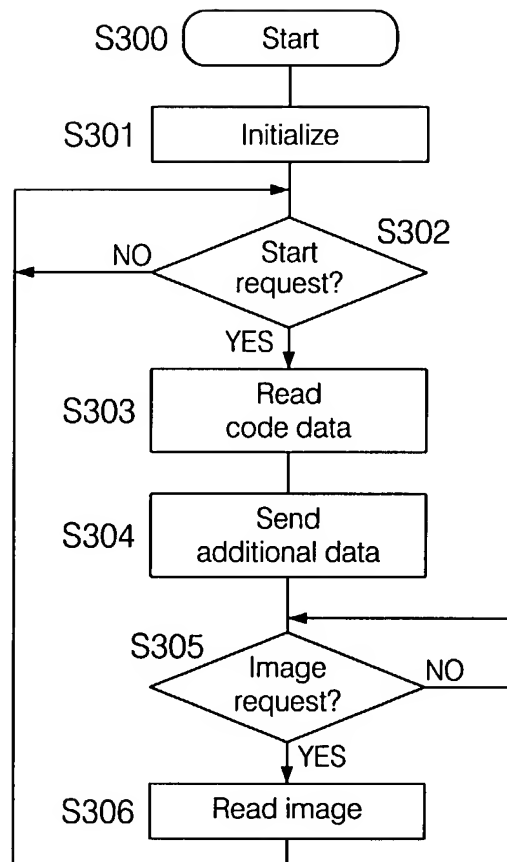 S300
Start
S301
Initialize
S302
Start
request?
NO
YES
S303
Read
code data
S304
Send
additional data
S305
Image
request?
NO
YES
S306
Read image